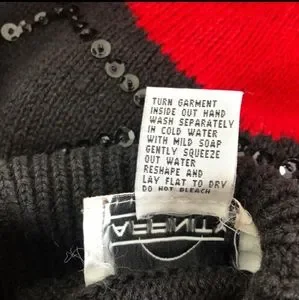 TURN GARMENT
INSIDE OUT HAND
WASH SEPARATELY
IN COLD WATER
WITH MILD SOAP
GENTLY SQUEEZE
OUT WATER
RESHAPE AND
LAY FLAT TO DRY
DO NOT BLEACH
AFFINITY